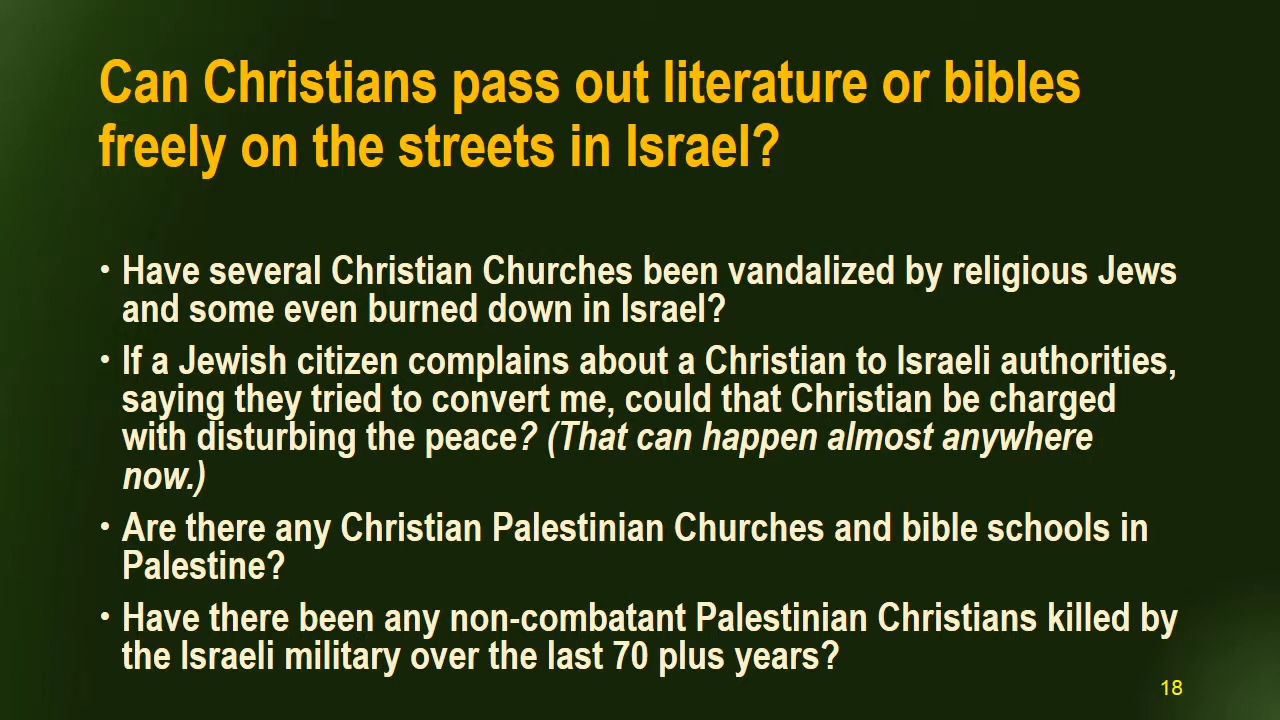 Can Christians pass out literature or bibles
freely on the streets in Israel?
• Have several Christian Churches been vandalized by religious Jews
and some even burned down in Israel?
• If a Jewish citizen complains about a Christian to Israeli authorities,
saying they tried to convert me, could that Christian be charged
with disturbing the peace? (That can happen almost anywhere
now.)
• Are there any Christian Palestinian Churches and bible schools in
Palestine?
• Have there been any non-combatant Palestinian Christians killed by
the Israeli military over the last 70 plus years?
18